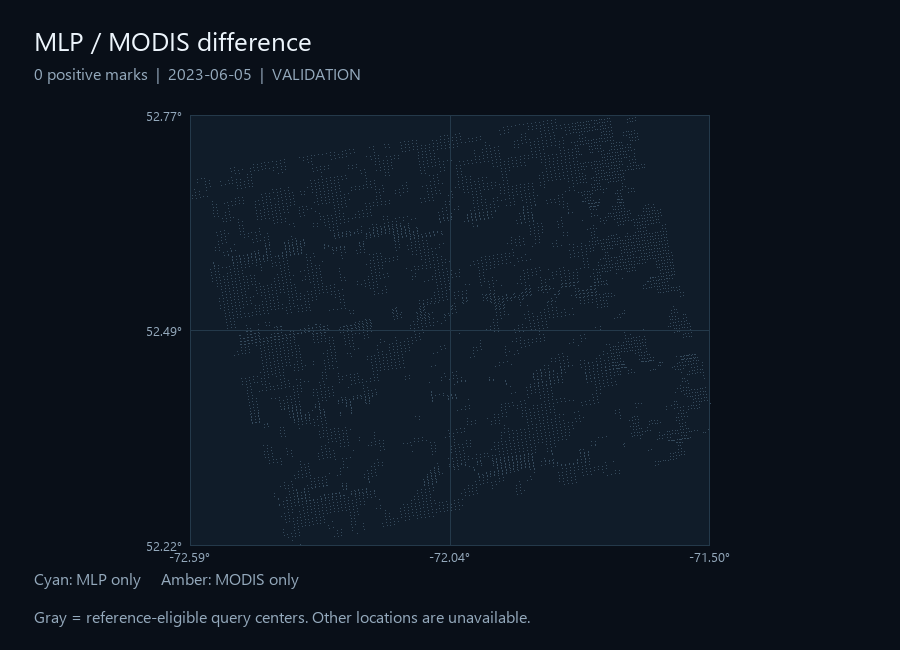 MLP / MODIS difference
0 positive marks | 2023-06-05 | VALIDATION
52.77°
52.49°
52.22°
-72.59° -72.04° -71.50°
Cyan: MLP only Amber: MODIS only
Gray = reference-eligible query centers. Other locations are unavailable.